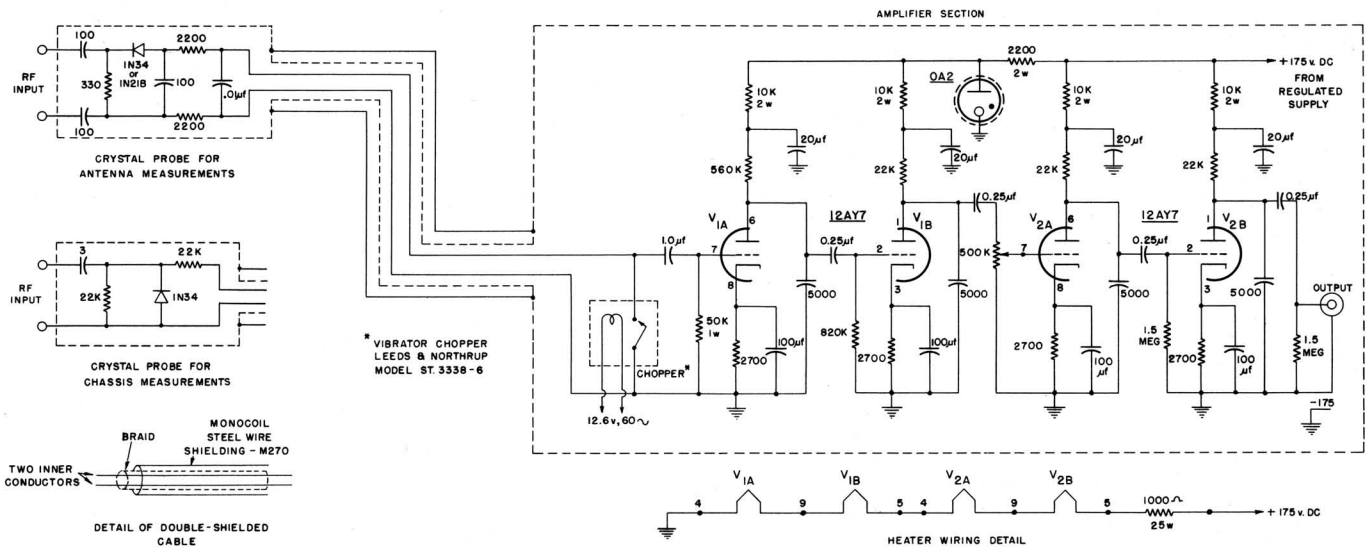 AMPLIFIER SECTION
100
1N34
or
1N21B
2200
RF
INPUT
330
100
.01μf
100
2200
CRYSTAL PROBE FOR
ANTENNA MEASUREMENTS
3
22K
RF
INPUT
22K
1N34
CRYSTAL PROBE FOR
CHASSIS MEASUREMENTS
MONOCOIL
STEEL WIRE
SHIELDING - M270
BRAID
TWO INNER
CONDUCTORS
DETAIL OF DOUBLE-SHIELDED
CABLE
* VIBRATOR CHOPPER
LEEDS & NORTHRUP
MODEL ST. 3338-6
CHOPPER*
12.6v, 60∿
1.0μf
50K
1w
10K
2w
20μf
560K
V1A
6
7
8
2700
100μf
5000
12AY7
0.25μf
820K
10K
2w
20μf
22K
V1B
1
2
3
2700
100μf
5000
0.25μf
500K
OA2
2200
2w
10K
2w
20μf
22K
V2A
6
7
8
2700
100
μf
5000
12AY7
0.25μf
1.5
MEG
10K
2w
20μf
22K
V2B
1
2
3
2700
100
μf
5000
0.25μf
1.5
MEG
OUTPUT
-175
+175 v. DC
FROM
REGULATED
SUPPLY
V1A
V1B
V2A
V2B
4
9
5
4
9
5
1000∿
25w
+175 v. DC
HEATER WIRING DETAIL